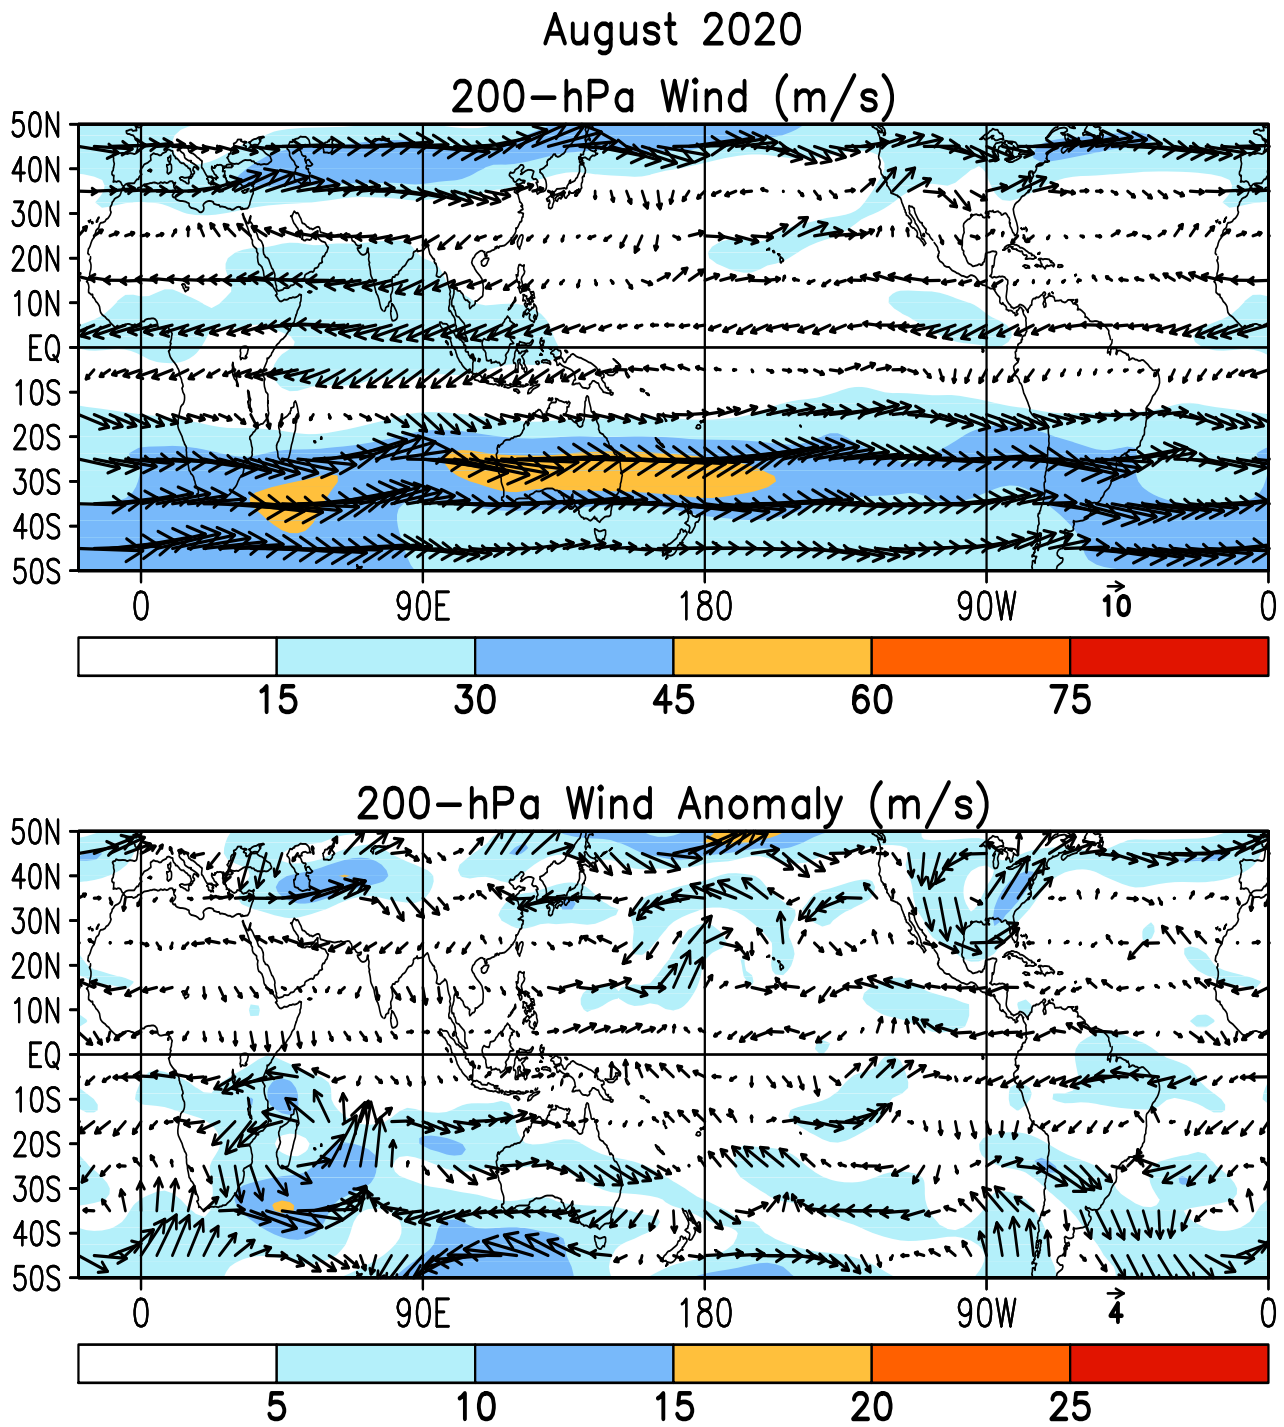 August 2020
200-hPa Wind (m/s)
50N
40N
30N
20N
10N
EQ
10S
20S
30S
40S
50S
0 90E 180 90W 0
10
15 30 45 60 75
200-hPa Wind Anomaly (m/s)
50N
40N
30N
20N
10N
EQ
10S
20S
30S
40S
50S
0 90E 180 90W 0
4
5 10 15 20 25